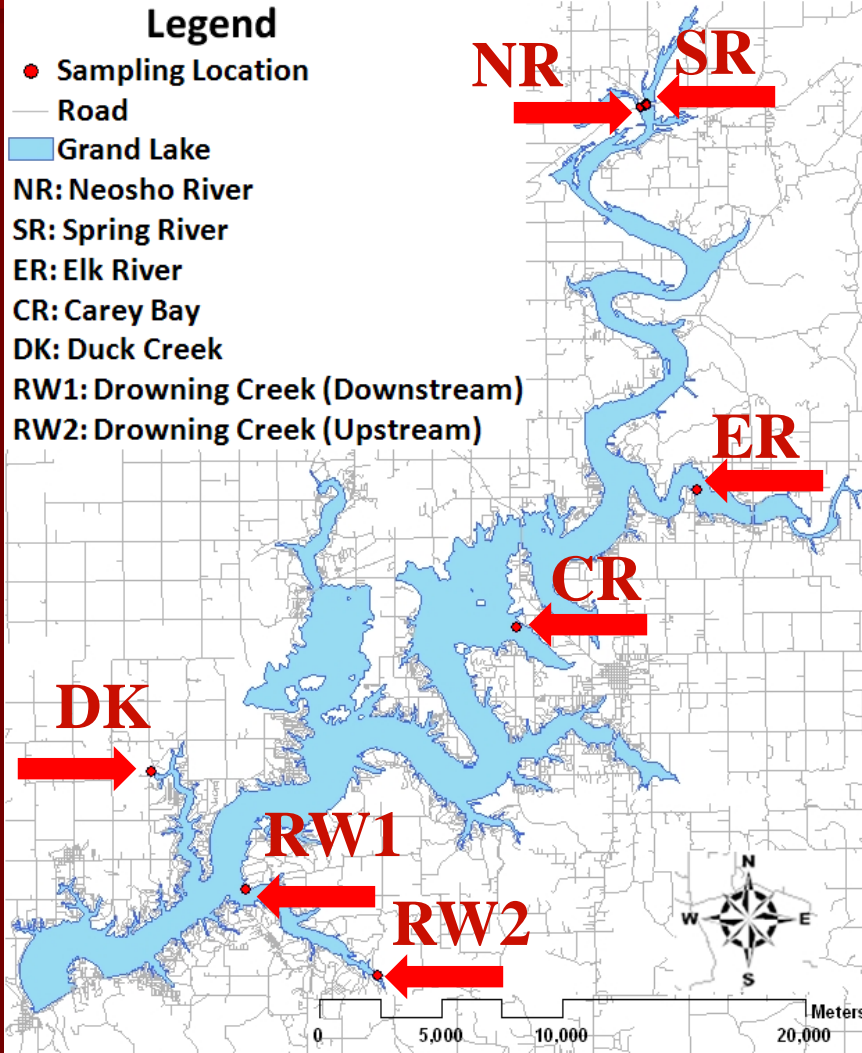 Legend
Sampling Location
Road
Grand Lake
NR: Neosho River
SR: Spring River
ER: Elk River
CR: Carey Bay
DK: Duck Creek
RW1: Drowning Creek (Downstream)
RW2: Drowning Creek (Upstream)
NR
SR
ER
CR
DK
RW1
RW2
N
W
E
S
Meters
0
5,000
10,000
20,000